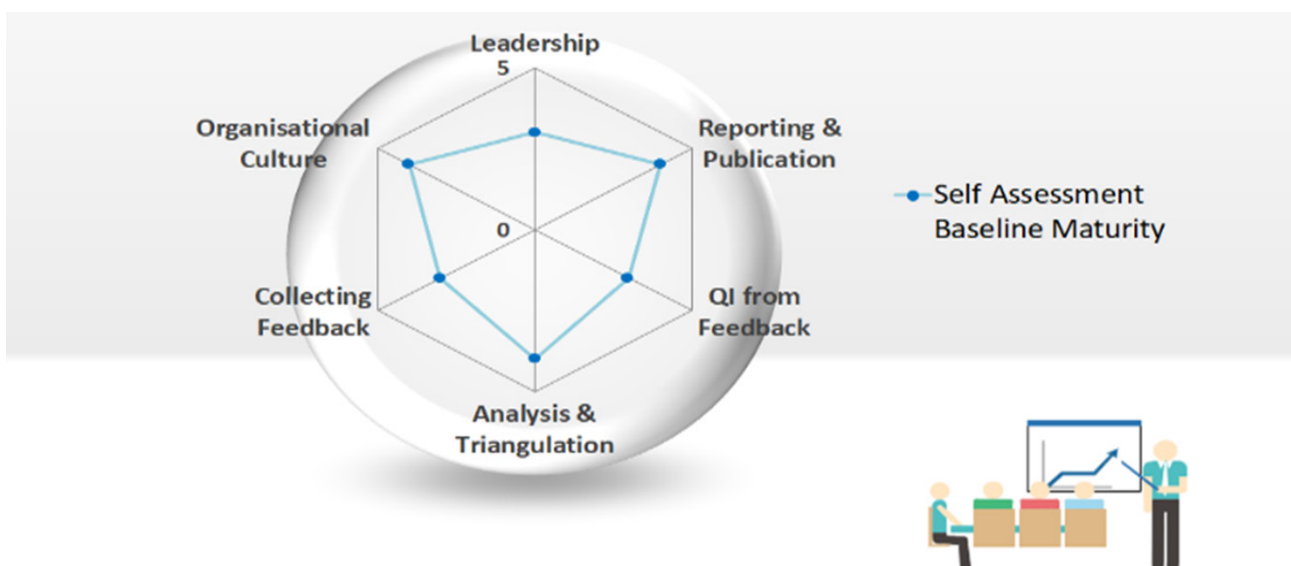 Leadership
5
Organisational
Culture
Reporting &
Publication
Self Assessment
Baseline Maturity
0
Collecting
Feedback
QI from
Feedback
Analysis &
Triangulation